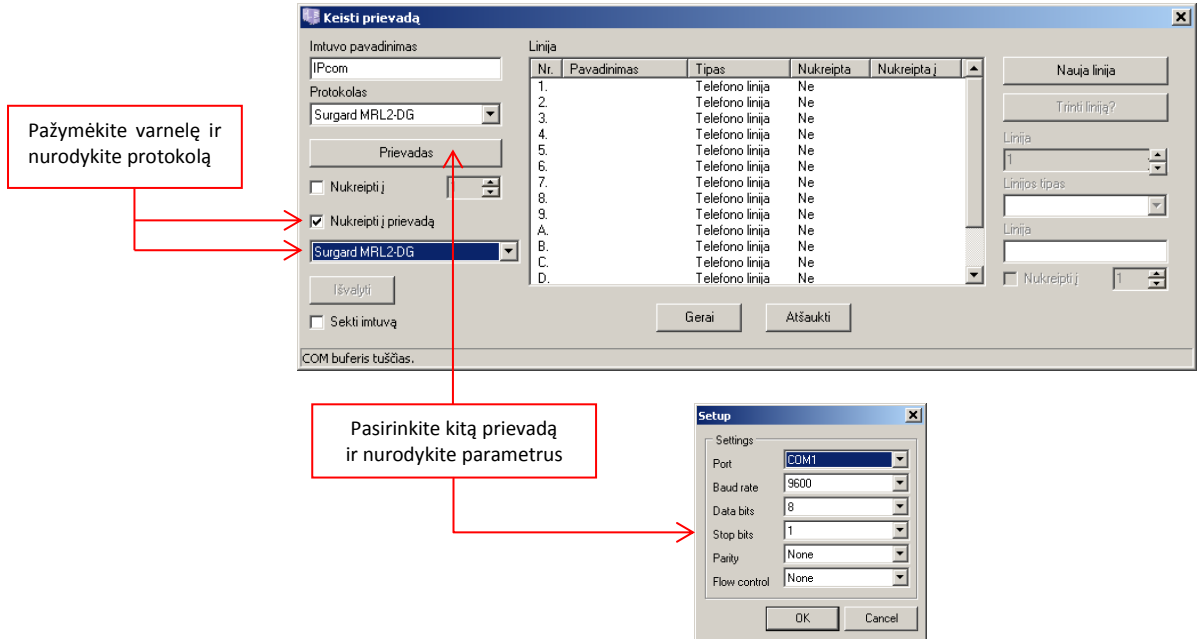 Keisti prievadą
Imtuvo pavadinimas
IPcom
Protokolas
Surgard MRL2-DG
Prievadas
Nukreipti į
1
Nukreipti į prievadą
Surgard MRL2-DG
Išvalyti
Sekti imtuvą
Linija
Nr. Pavadinimas Tipas Nukreipta Nukreipta į
1. Telefono linija Ne
2. Telefono linija Ne
3. Telefono linija Ne
4. Telefono linija Ne
5. Telefono linija Ne
6. Telefono linija Ne
7. Telefono linija Ne
8. Telefono linija Ne
9. Telefono linija Ne
A. Telefono linija Ne
B. Telefono linija Ne
C. Telefono linija Ne
D. Telefono linija Ne
Gerai Atšaukti
Nauja linija
Trinti liniją?
Linija
1
Linijos tipas
Linija
Nukreipti į 1
COM buferis tuščias.
Pažymėkite varnelę ir
nurodykite protokolą
Pasirinkite kitą prievadą
ir nurodykite parametrus
Setup
Settings
Port COM1
Baud rate 9600
Data bits 8
Stop bits 1
Parity None
Flow control None
OK Cancel